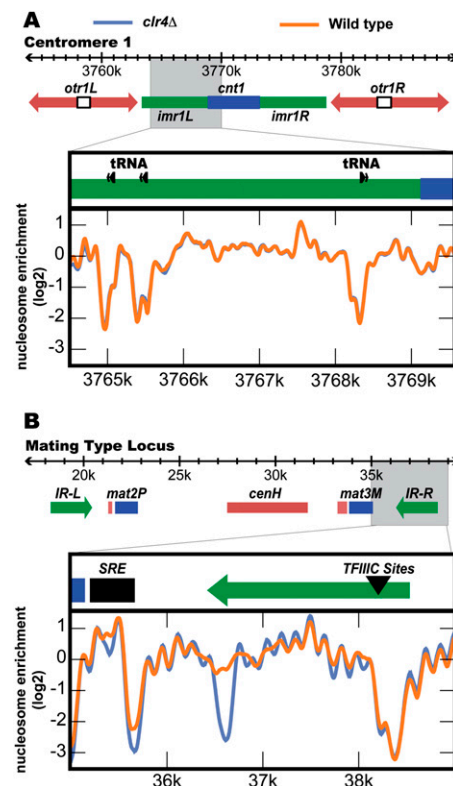 A
clr4Δ
Wild type
Centromere 1
3760k 3770k 3780k
otr1L cnt1 otr1R
imr1L imr1R
tRNA tRNA
nucleosome enrichment
(log2)
1
0
-1
-2
-3
3765k 3766k 3767k 3768k 3769k
B
Mating Type Locus
20k 25k 30k 35k
IR-L mat2P cenH mat3M IR-R
SRE TFIIIC Sites
nucleosome enrichment
(log2)
1
0
-1
-2
-3
36k 37k 38k